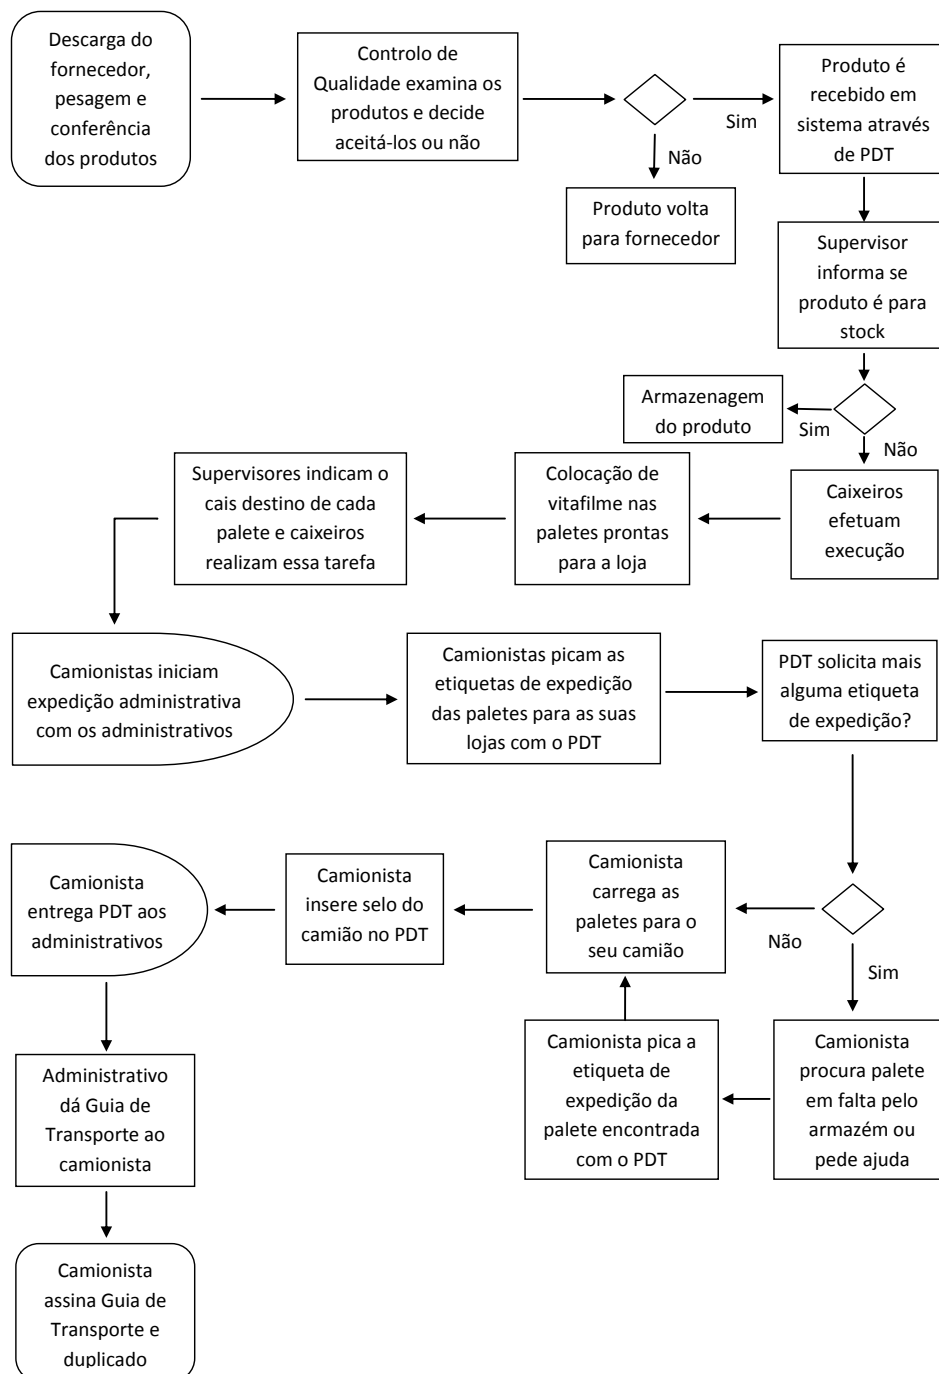 Descarga do
fornecedor,
pesagem e
conferência
dos produtos
Controlo de
Qualidade examina os
produtos e decide
aceitá-los ou não
Sim
Não
Produto é
recebido em
sistema através
de PDT
Produto volta
para fornecedor
Supervisor
informa se
produto é para
stock
Armazenagem
do produto
Sim
Não
Caixeiros
efetuam
execução
Colocação de
vitafilme nas
paletes prontas
para a loja
Supervisores indicam o
cais destino de cada
palete e caixeiros
realizam essa tarefa
Camionistas iniciam
expedição administrativa
com os administrativos
Camionistas picam as
etiquetas de expedição
das paletes para as suas
lojas com o PDT
PDT solicita mais
alguma etiqueta
de expedição?
Não
Sim
Camionista
procura palete
em falta pelo
armazém ou
pede ajuda
Camionista pica a
etiqueta de
expedição da
palete encontrada
com o PDT
Camionista
carrega as
paletes para o
seu camião
Camionista
insere selo do
camião no PDT
Camionista
entrega PDT aos
administrativos
Administrativo
dá Guia de
Transporte ao
camionista
Camionista
assina Guia de
Transporte e
duplicado